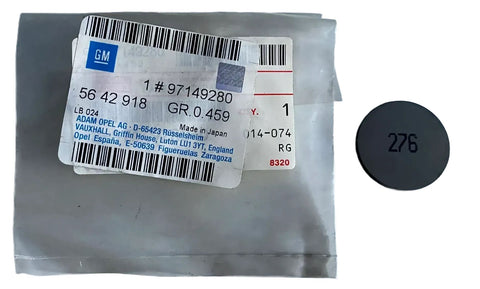 GM
1 # 97149280
56 42 918 GR.0.459
LB 024 Made in Japan
ADAM OPEL AG - D-65423 Rüsselsheim
VAUXHALL, Griffin House, Luton LU1 3YT, England
Opel España, E-50639 Figueruelas Zaragoza
Y. 1
014-074
RG
8320
276